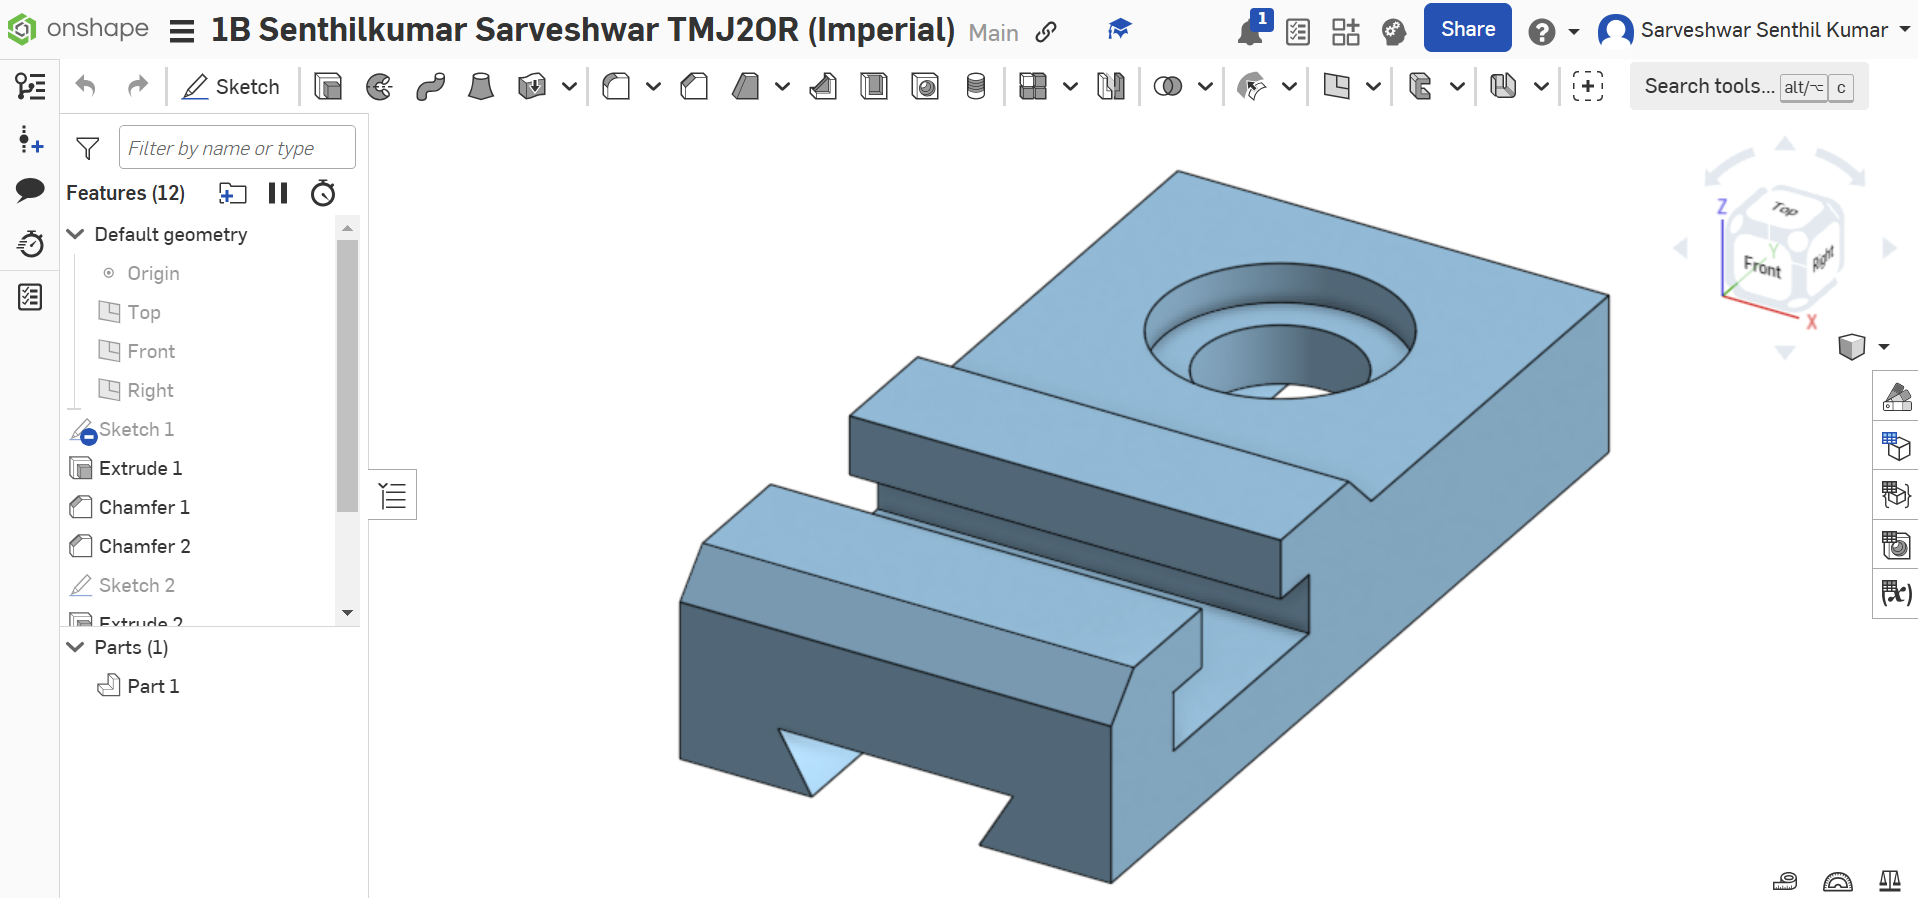 onshape
1B Senthilkumar Sarveshwar TMJ2OR (Imperial) Main
1
Share
Sarveshwar Senthil Kumar
Sketch
Search tools... alt/⌥ c
Filter by name or type
Features (12)
Default geometry
Origin
Top
Front
Right
Sketch 1
Extrude 1
Chamfer 1
Chamfer 2
Sketch 2
Extrude 2
Parts (1)
Part 1
Z
Top
Y
Front
Right
X
(x)